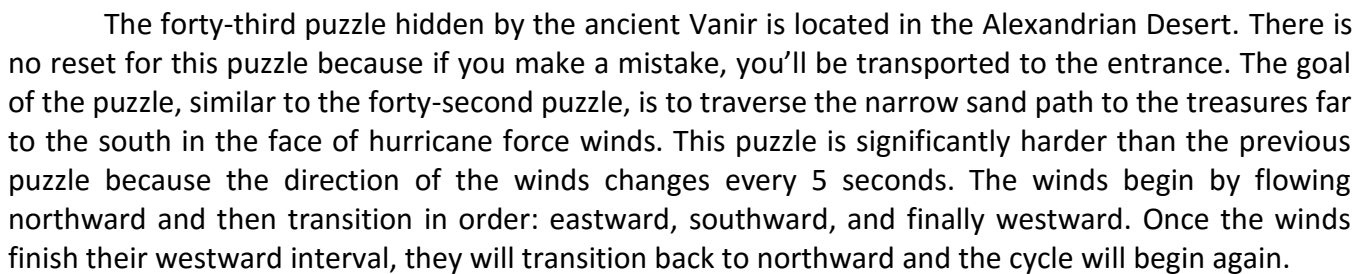 The forty-third puzzle hidden by the ancient Vanir is located in the Alexandrian Desert. There is
no reset for this puzzle because if you make a mistake, you’ll be transported to the entrance. The goal
of the puzzle, similar to the forty-second puzzle, is to traverse the narrow sand path to the treasures far
to the south in the face of hurricane force winds. This puzzle is significantly harder than the previous
puzzle because the direction of the winds changes every 5 seconds. The winds begin by flowing
northward and then transition in order: eastward, southward, and finally westward. Once the winds
finish their westward interval, they will transition back to northward and the cycle will begin again.